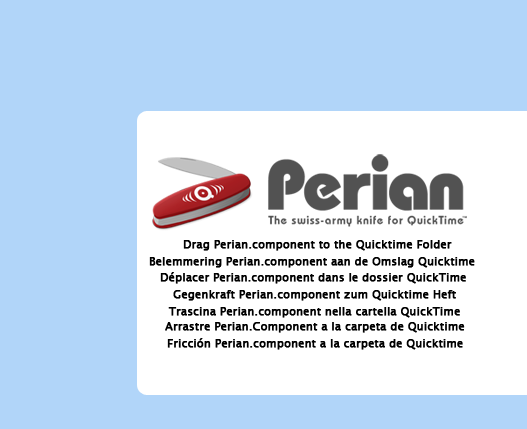 Perian
The swiss-army knife for QuickTime™
Drag Perian.component to the Quicktime Folder
Belemmering Perian.component aan de Omslag Quicktime
Déplacer Perian.component dans le dossier QuickTime
Gegenkraft Perian.component zum Quicktime Heft
Trascina Perian.component nella cartella QuickTime
Arrastre Perian.Component a la carpeta de Quicktime
Fricción Perian.component a la carpeta de Quicktime